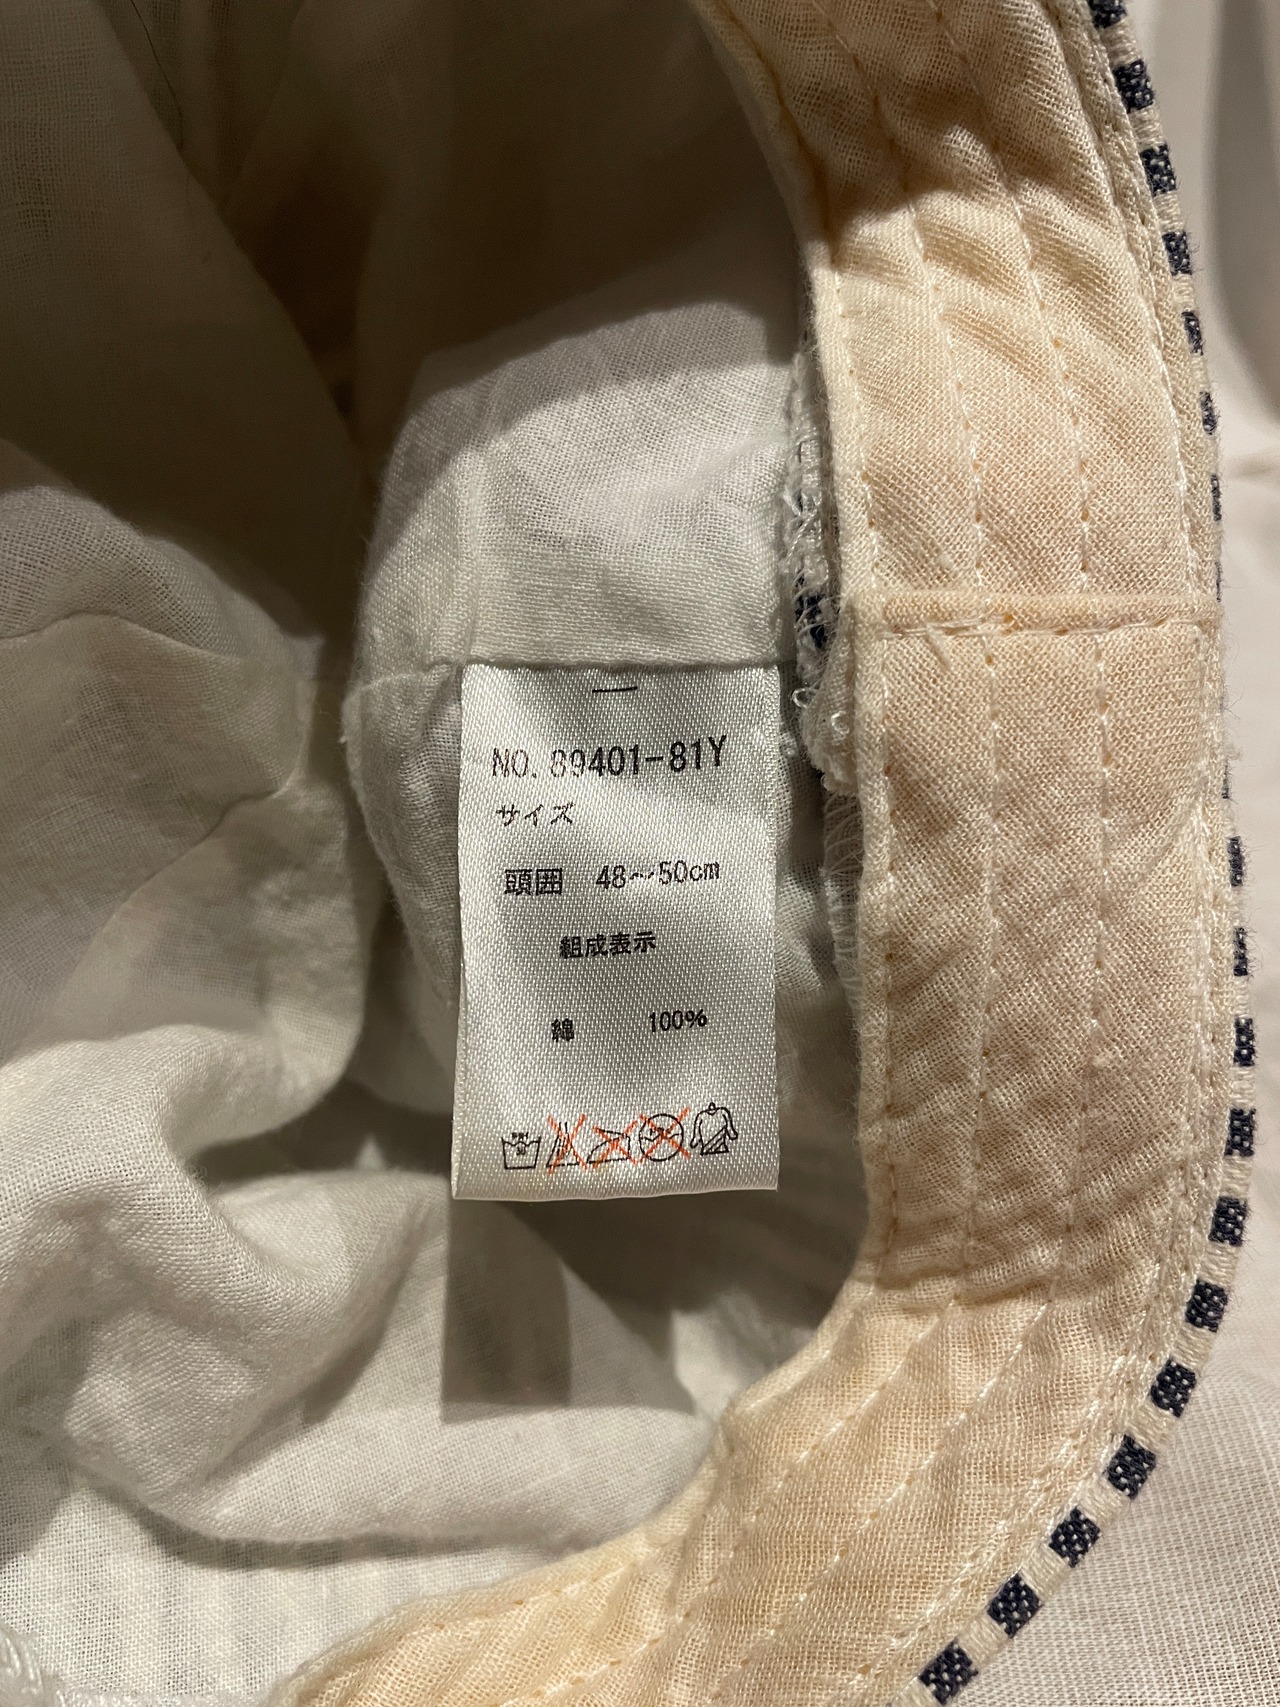 NO. 89401-81Y
サイズ
頭囲 48～50cm
組成表示
綿 100%